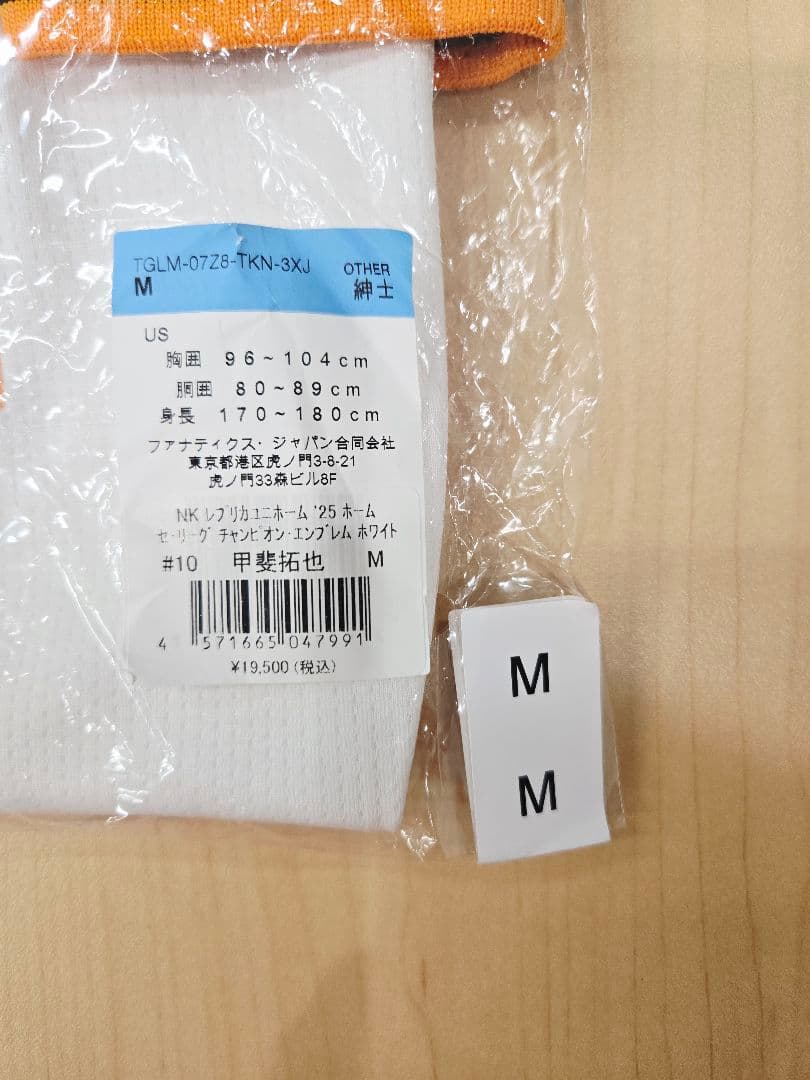 TGLM-07Z8-TKN-3XJ OTHER
M 紳士
US
胸囲 96~104cm
胴囲 80~89cm
身長 170~180cm
ファナティクス・ジャパン合同会社
東京都港区虎ノ門3-8-21
虎ノ門33森ビル8F
NK レプリカユニホーム '25 ホーム
セ・リーグ チャンピオン・エンブレム ホワイト
#10 甲斐拓也 M
4 571665 047991
¥19,500(税込)
M
M